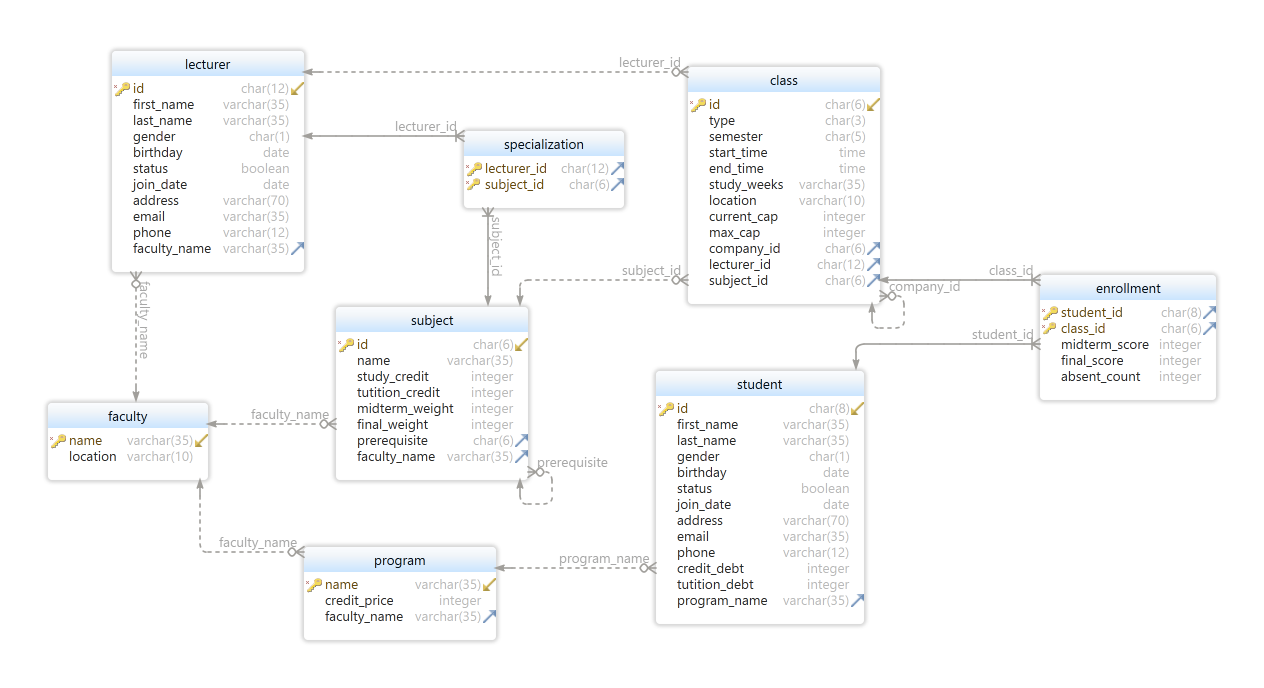 lecturer
id char(12)
first_name varchar(35)
last_name varchar(35)
gender char(1)
birthday date
status boolean
join_date date
address varchar(70)
email varchar(35)
phone varchar(12)
faculty_name varchar(35)
lecturer_id
lecturer_id
specialization
lecturer_id char(12)
subject_id char(6)
subject_id
class
id char(6)
type char(3)
semester char(5)
start_time time
end_time time
study_weeks varchar(35)
location varchar(10)
current_cap integer
max_cap integer
company_id char(6)
lecturer_id char(12)
subject_id char(6)
subject_id
company_id
class_id
student_id
enrollment
student_id char(8)
class_id char(6)
midterm_score integer
final_score integer
absent_count integer
faculty_name
subject
id char(6)
name varchar(35)
study_credit integer
tutition_credit integer
midterm_weight integer
final_weight integer
prerequisite char(6)
faculty_name varchar(35)
prerequisite
faculty
name varchar(35)
location varchar(10)
faculty_name
student
id char(8)
first_name varchar(35)
last_name varchar(35)
gender char(1)
birthday date
status boolean
join_date date
address varchar(70)
email varchar(35)
phone varchar(12)
credit_debt integer
tutition_debt integer
program_name varchar(35)
faculty_name
program
name varchar(35)
credit_price integer
faculty_name varchar(35)
program_name